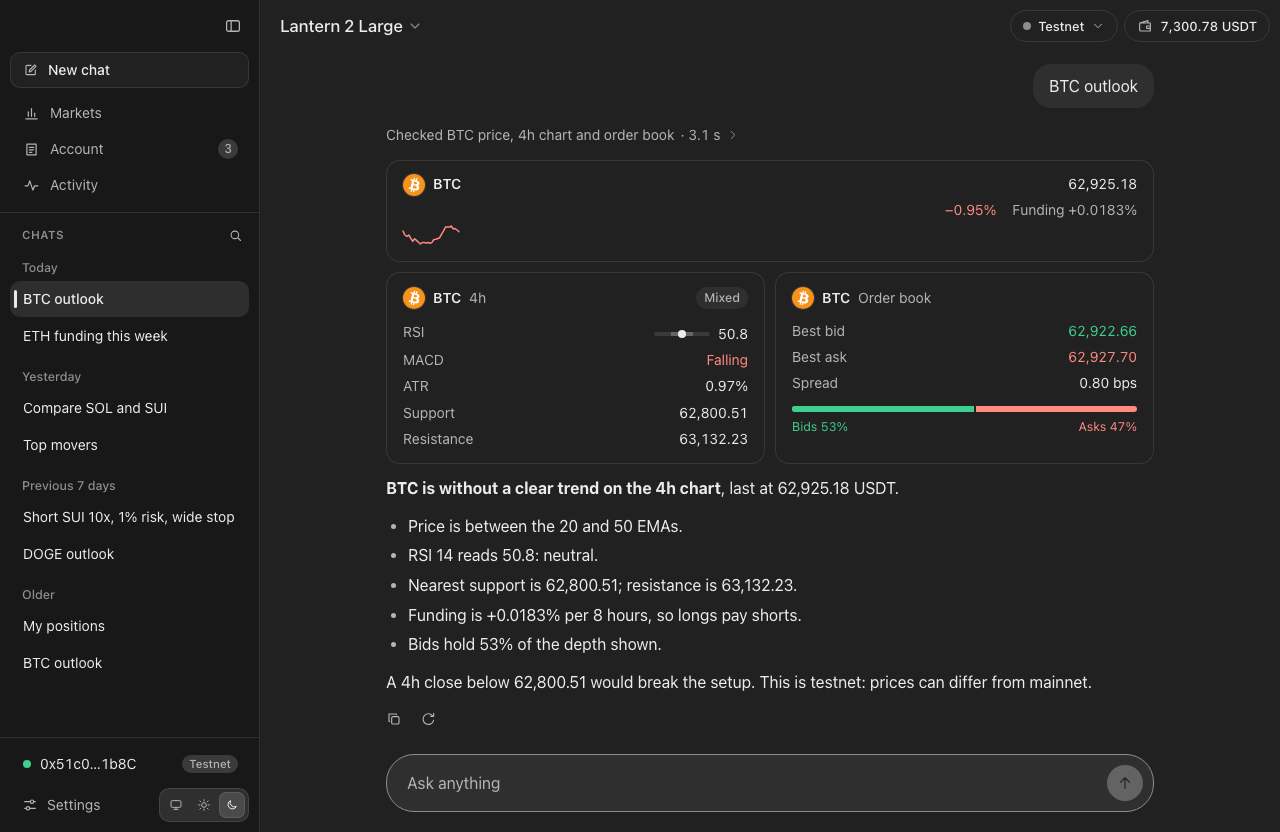 Lantern 2 Large
Testnet
7,300.78 USDT
New chat
Markets
Account 3
Activity
CHATS
Today
BTC outlook
ETH funding this week
Yesterday
Compare SOL and SUI
Top movers
Previous 7 days
Short SUI 10x, 1% risk, wide stop
DOGE outlook
Older
My positions
BTC outlook
0x51c0...1b8C Testnet
Settings
BTC outlook
Checked BTC price, 4h chart and order book · 3.1 s
BTC 62,925.18
−0.95% Funding +0.0183%
BTC 4h Mixed
RSI 50.8
MACD Falling
ATR 0.97%
Support 62,800.51
Resistance 63,132.23
BTC Order book
Best bid 62,922.66
Best ask 62,927.70
Spread 0.80 bps
Bids 53% Asks 47%
BTC is without a clear trend on the 4h chart, last at 62,925.18 USDT.
• Price is between the 20 and 50 EMAs.
• RSI 14 reads 50.8: neutral.
• Nearest support is 62,800.51; resistance is 63,132.23.
• Funding is +0.0183% per 8 hours, so longs pay shorts.
• Bids hold 53% of the depth shown.
A 4h close below 62,800.51 would break the setup. This is testnet: prices can differ from mainnet.
Ask anything